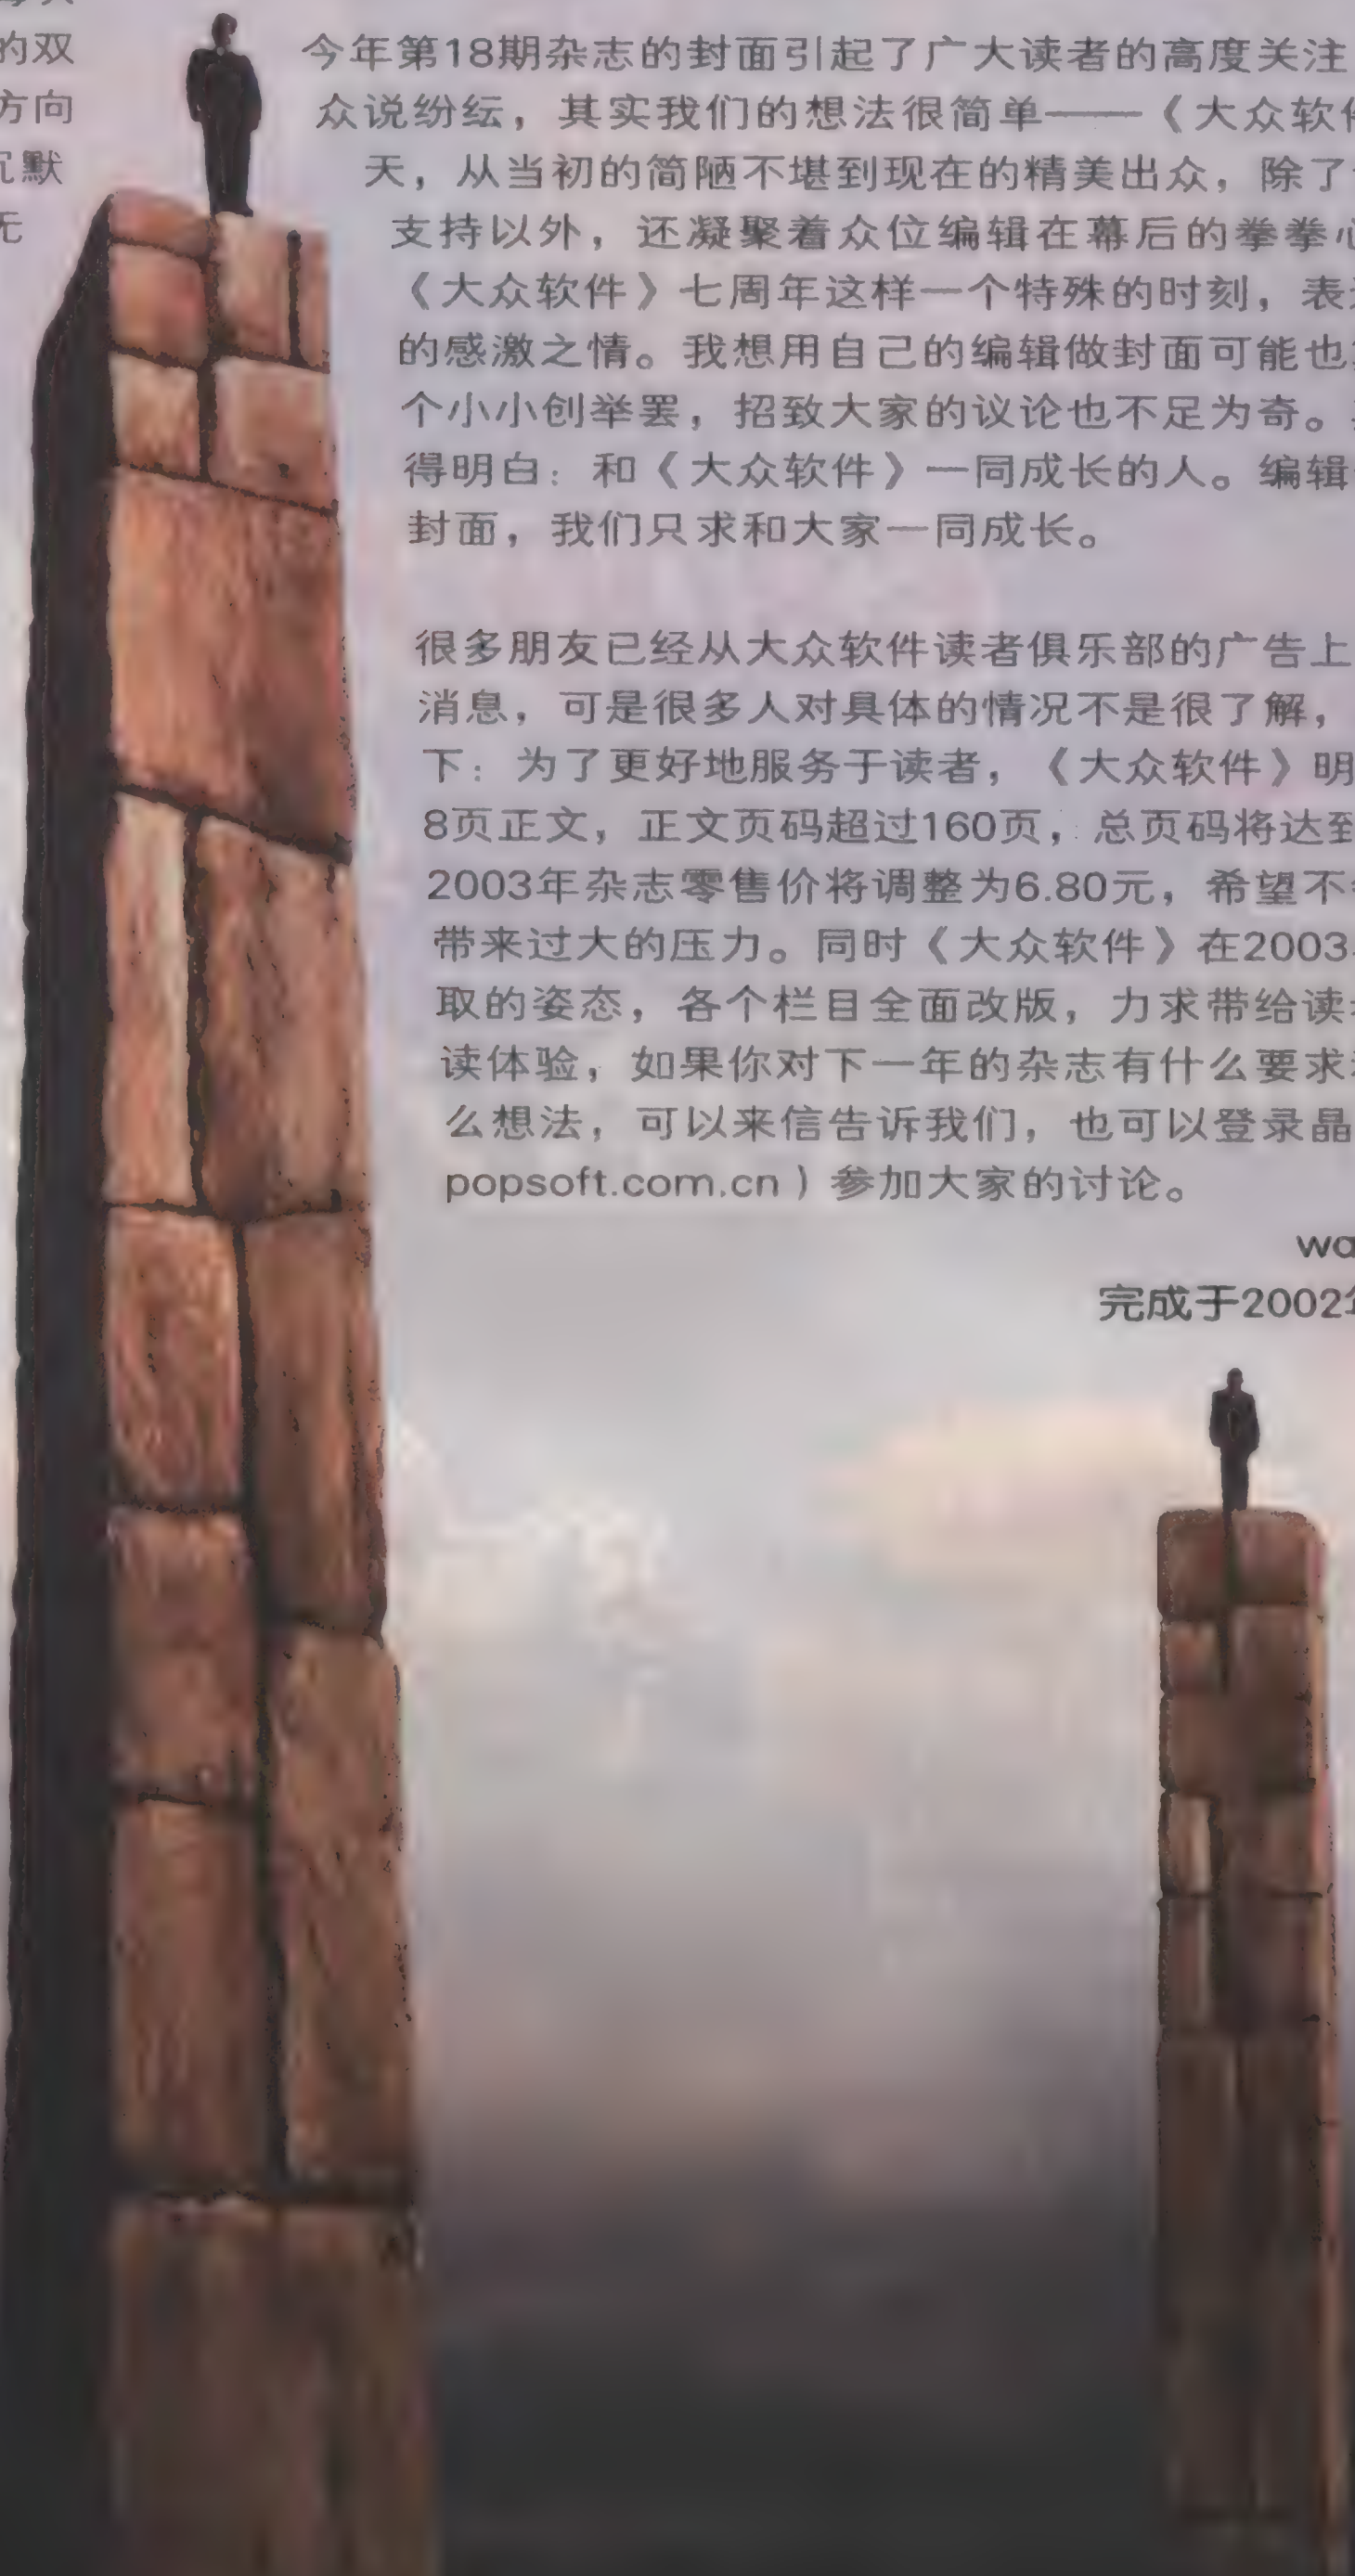 的双
方向
默
无
今年第18期杂志的封面引起了广大读者的高度关注
众说纷纭，其实我们的想法很简单——《大众软件
天，从当初的简陋不堪到现在的精美出众，除了
支持以外，还凝聚着众位编辑在幕后的拳拳心
《大众软件》七周年这样一个特殊的时刻，表
的感激之情。我想用自己的编辑做封面可能也
个小小创举罢，招致大家的议论也不足为奇。
得明白：和《大众软件》一同成长的人。编辑
封面，我们只求和大家一同成长。
很多朋友已经从大众软件读者俱乐部的广告上
消息，可是很多人对具体的情况不是很了解，
下：为了更好地服务于读者，《大众软件》明
8页正文，正文页码超过160页，总页码将达到
2003年杂志零售价将调整为6.80元，希望不
带来过大的压力。同时《大众软件》在2003
取的姿态，各个栏目全面改版，力求带给读
读体验，如果你对下一年的杂志有什么要求
么想法，可以来信告诉我们，也可以登录晶
popsoft.com.cn）参加大家的讨论。
wa
完成于2002年